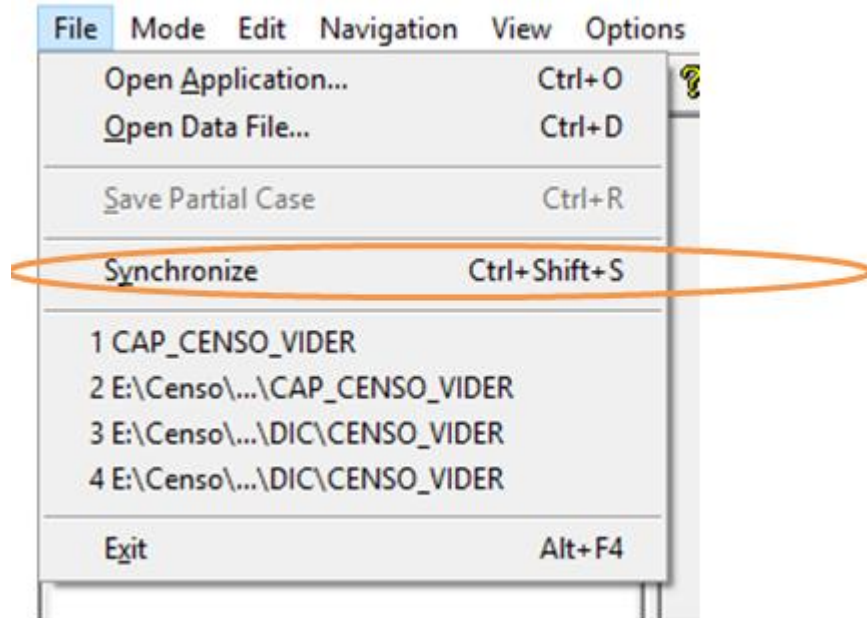 File Mode Edit Navigation View Options
Open Application... Ctrl+O
Open Data File... Ctrl+D
Save Partial Case Ctrl+R
Synchronize Ctrl+Shift+S
1 CAP_CENSO_VIDER
2 E:\Censo\...\CAP_CENSO_VIDER
3 E:\Censo\...\DIC\CENSO_VIDER
4 E:\Censo\...\DIC\CENSO_VIDER
Exit Alt+F4